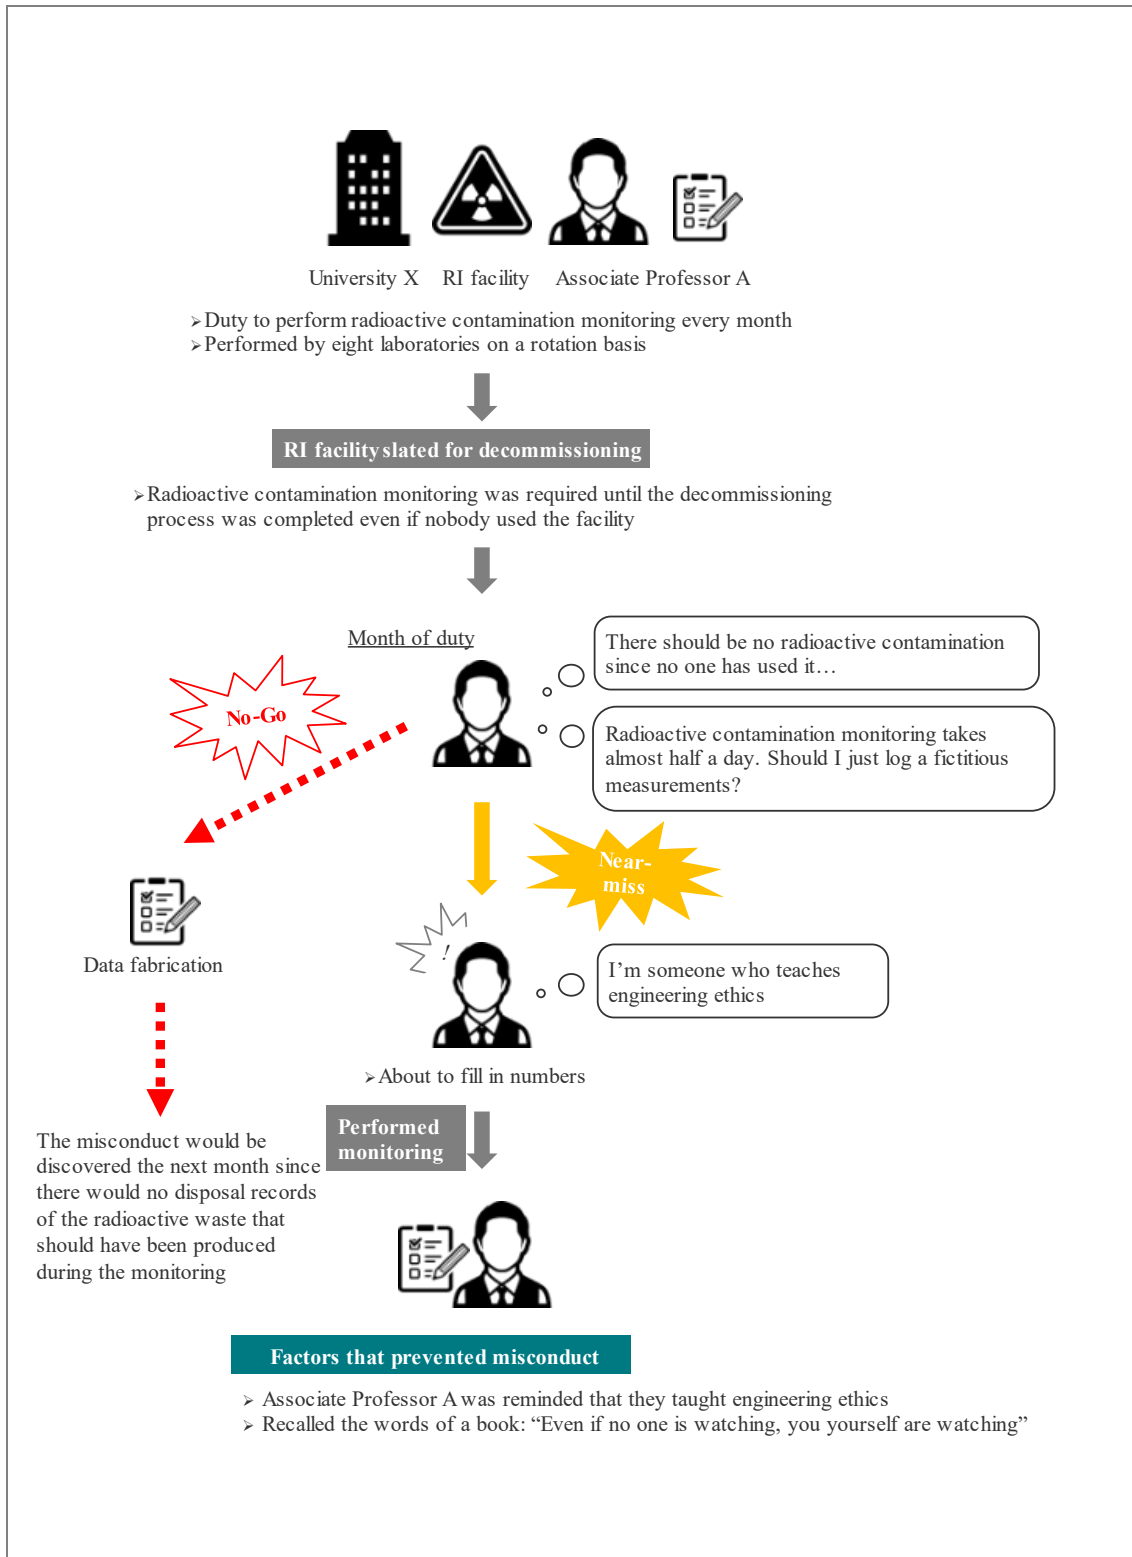 University X
RI facility
Associate Professor A
➢Duty to perform radioactive contamination monitoring every month
➢Performed by eight laboratories on a rotation basis
RI facility slated for decommissioning
➢Radioactive contamination monitoring was required until the decommissioning
process was completed even if nobody used the facility
Month of duty
There should be no radioactive contamination
since no one has used it…
No-Go
Radioactive contamination monitoring takes
almost half a day. Should I just log a fictitious
measurements?
Near-
miss
!
Data fabrication
I’m someone who teaches
engineering ethics
➢About to fill in numbers
Performed
monitoring
The misconduct would be
discovered the next month since
there would no disposal records
of the radioactive waste that
should have been produced
during the monitoring
Factors that prevented misconduct
➢ Associate Professor A was reminded that they taught engineering ethics
➢ Recalled the words of a book: “Even if no one is watching, you yourself are watching”